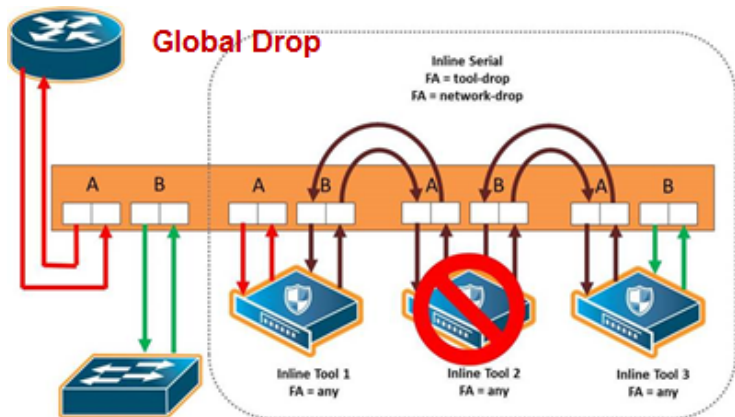 Global Drop
Inline Serial
FA = tool-drop
FA = network-drop
A B A B A B A B
Inline Tool 1
FA = any
Inline Tool 2
FA = any
Inline Tool 3
FA = any